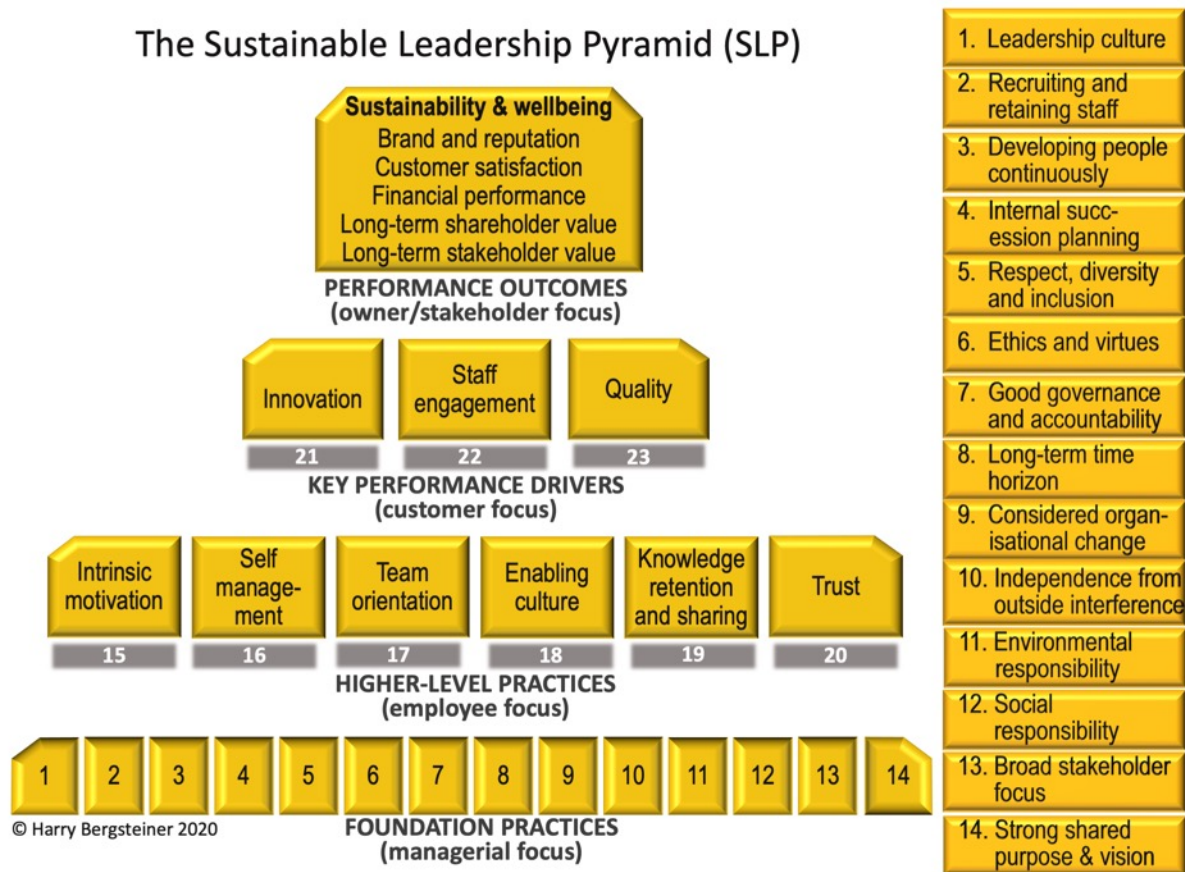 The Sustainable Leadership Pyramid (SLP)
Sustainability & wellbeing
Brand and reputation
Customer satisfaction
Financial performance
Long-term shareholder value
Long-term stakeholder value
PERFORMANCE OUTCOMES
(owner/stakeholder focus)
Innovation
Staff
engagement
Quality
21
22
23
KEY PERFORMANCE DRIVERS
(customer focus)
Intrinsic
motivation
Self
manage-
ment
Team
orientation
Enabling
culture
Knowledge
retention
and sharing
Trust
15
16
17
18
19
20
HIGHER-LEVEL PRACTICES
(employee focus)
1
2
3
4
5
6
7
8
9
10
11
12
13
14
© Harry Bergsteiner 2020
FOUNDATION PRACTICES
(managerial focus)
1. Leadership culture
2. Recruiting and
retaining staff
3. Developing people
continuously
4. Internal succ-
ession planning
5. Respect, diversity
and inclusion
6. Ethics and virtues
7. Good governance
and accountability
8. Long-term time
horizon
9. Considered organ-
isational change
10. Independence from
outside interference
11. Environmental
responsibility
12. Social
responsibility
13. Broad stakeholder
focus
14. Strong shared
purpose & vision